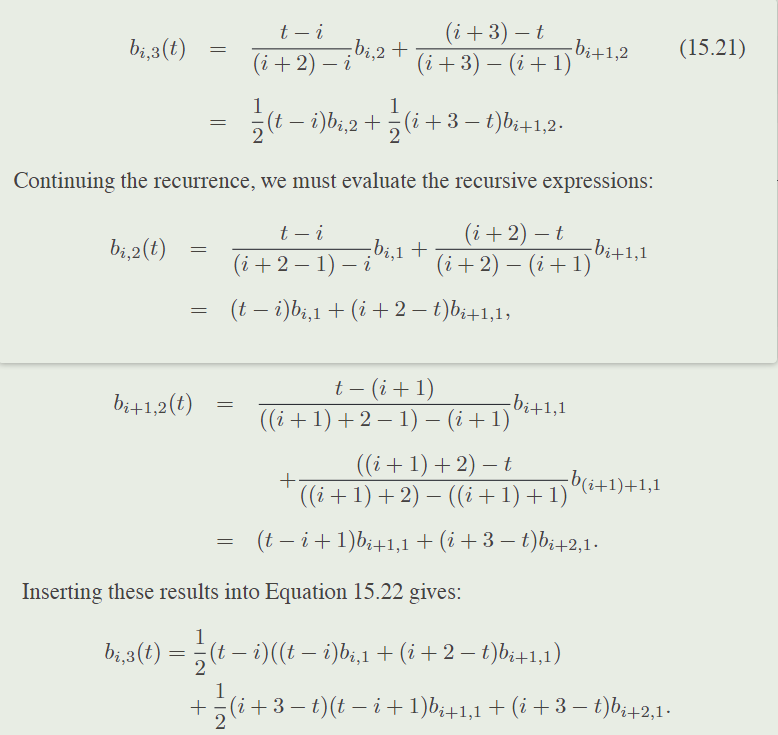 b_{i,3}(t) = \frac{t - i}{(i + 2) - i} b_{i,2} + \frac{(i + 3) - t}{(i + 3) - (i + 1)} b_{i+1,2} (15.21)
= \frac{1}{2}(t - i)b_{i,2} + \frac{1}{2}(i + 3 - t)b_{i+1,2}.
Continuing the recurrence, we must evaluate the recursive expressions:
b_{i,2}(t) = \frac{t - i}{(i + 2 - 1) - i} b_{i,1} + \frac{(i + 2) - t}{(i + 2) - (i + 1)} b_{i+1,1}
= (t - i)b_{i,1} + (i + 2 - t)b_{i+1,1},
b_{i+1,2}(t) = \frac{t - (i + 1)}{((i + 1) + 2 - 1) - (i + 1)} b_{i+1,1}
+ \frac{((i + 1) + 2) - t}{((i + 1) + 2) - ((i + 1) + 1)} b_{(i+1)+1,1}
= (t - i + 1)b_{i+1,1} + (i + 3 - t)b_{i+2,1}.
Inserting these results into Equation 15.22 gives:
b_{i,3}(t) = \frac{1}{2}(t - i)((t - i)b_{i,1} + (i + 2 - t)b_{i+1,1})
+ \frac{1}{2}(i + 3 - t)(t - i + 1)b_{i+1,1} + (i + 3 - t)b_{i+2,1}.